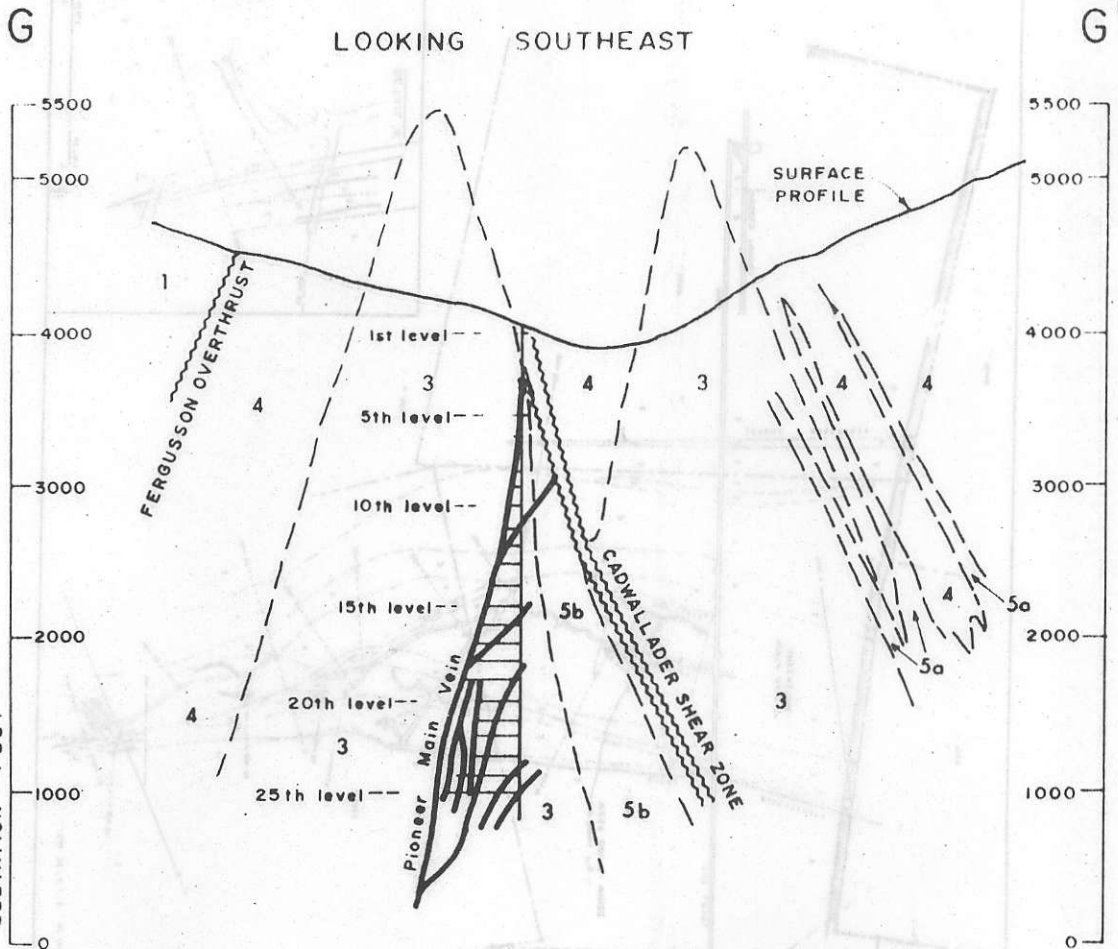 G G
LOOKING SOUTHEAST
5500 5500
5000 5000
SURFACE
PROFILE
1
FERGUSSON OVERTHRUST
4000 1st level 4000
4 3 4 3 4 4
5th level
3000 10th level 3000
CADWALLADER SHEAR ZONE
15th level 5b 4 5a
2000 2000
5a
Pioneer Main Vein
4 20th level 3
3
1000 25th level 3 5b 1000
0 0